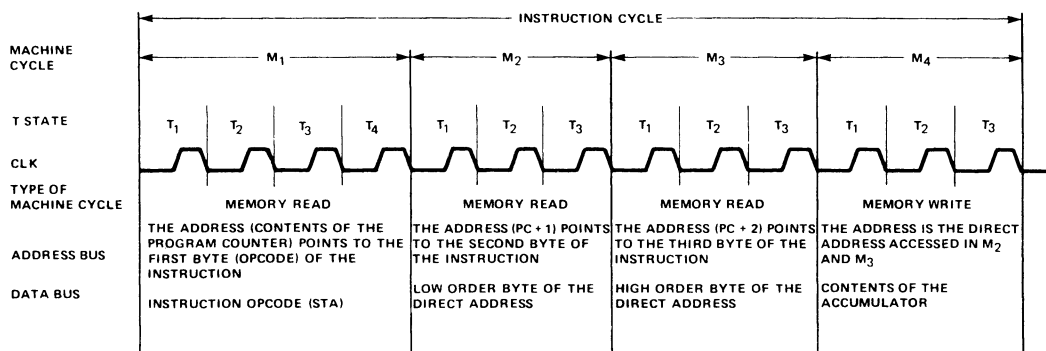 INSTRUCTION CYCLE
MACHINE
CYCLE
M1 M2 M3 M4
T STATE
T1 T2 T3 T4 T1 T2 T3 T1 T2 T3 T1 T2 T3
CLK
TYPE OF
MACHINE CYCLE
MEMORY READ MEMORY READ MEMORY READ MEMORY WRITE
ADDRESS BUS
THE ADDRESS (CONTENTS OF THE
PROGRAM COUNTER) POINTS TO THE
FIRST BYTE (OPCODE) OF THE
INSTRUCTION
THE ADDRESS (PC + 1) POINTS
TO THE SECOND BYTE OF
THE INSTRUCTION
THE ADDRESS (PC + 2) POINTS
TO THE THIRD BYTE OF THE
INSTRUCTION
THE ADDRESS IS THE DIRECT
ADDRESS ACCESSED IN M2
AND M3
DATA BUS
INSTRUCTION OPCODE (STA)
LOW ORDER BYTE OF THE
DIRECT ADDRESS
HIGH ORDER BYTE OF THE
DIRECT ADDRESS
CONTENTS OF THE
ACCUMULATOR